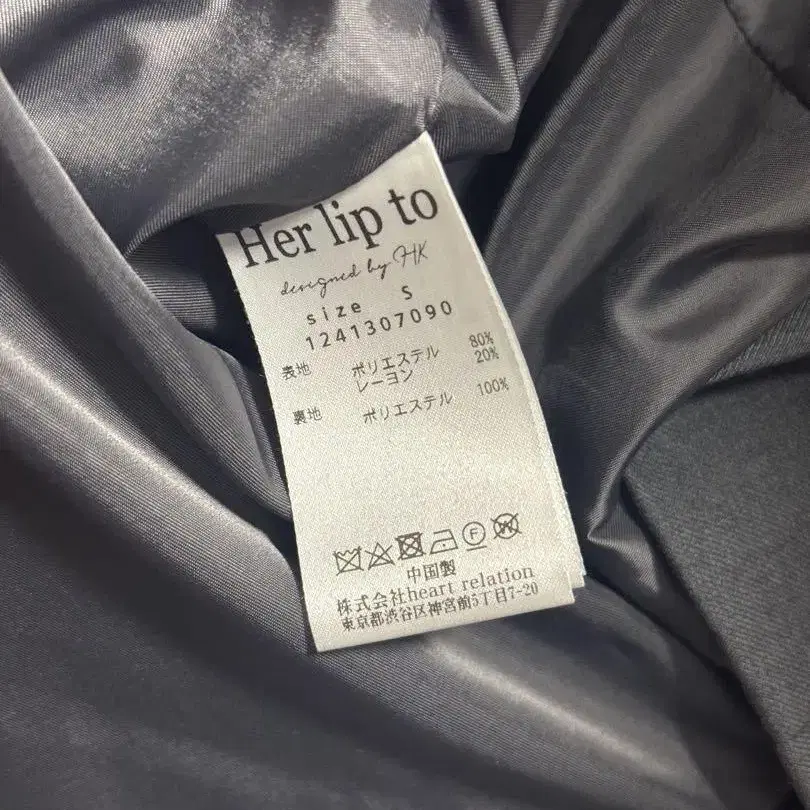 Her lip to
designed by HK
size S
1241307090
表地 ポリエステル 80%
レーヨン 20%
裏地 ポリエステル 100%
中国製
株式会社heart relation
東京都渋谷区神宮前5丁目7-20